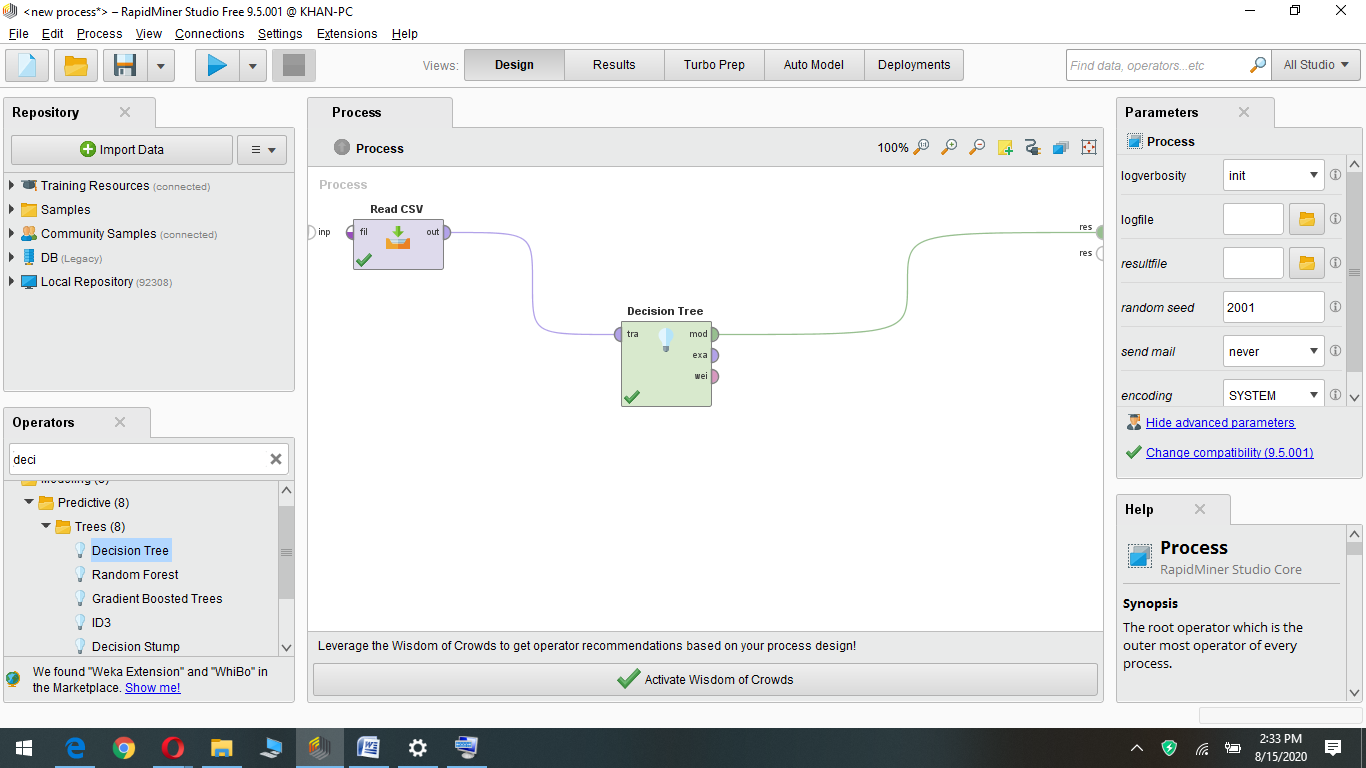 <new process*> – RapidMiner Studio Free 9.5.001 @ KHAN-PC
File Edit Process View Connections Settings Extensions Help
Views: Design Results Turbo Prep Auto Model Deployments
Find data, operators...etc All Studio
Repository
Import Data
Training Resources (connected)
Samples
Community Samples (connected)
DB (Legacy)
Local Repository (92308)
Operators
deci
Modeling (8)
Predictive (8)
Trees (8)
Decision Tree
Random Forest
Gradient Boosted Trees
ID3
Decision Stump
We found "Weka Extension" and "WhiBo" in
the Marketplace. Show me!
Process
Process 100%
Process
Read CSV
inp fil out
Decision Tree
tra mod
exa
wei
res
res
Leverage the Wisdom of Crowds to get operator recommendations based on your process design!
Activate Wisdom of Crowds
Parameters
Process
logverbosity init
logfile
resultfile
random seed 2001
send mail never
encoding SYSTEM
Hide advanced parameters
Change compatibility (9.5.001)
Help
Process
RapidMiner Studio Core
Synopsis
The root operator which is the
outer most operator of every
process.
2:33 PM
8/15/2020